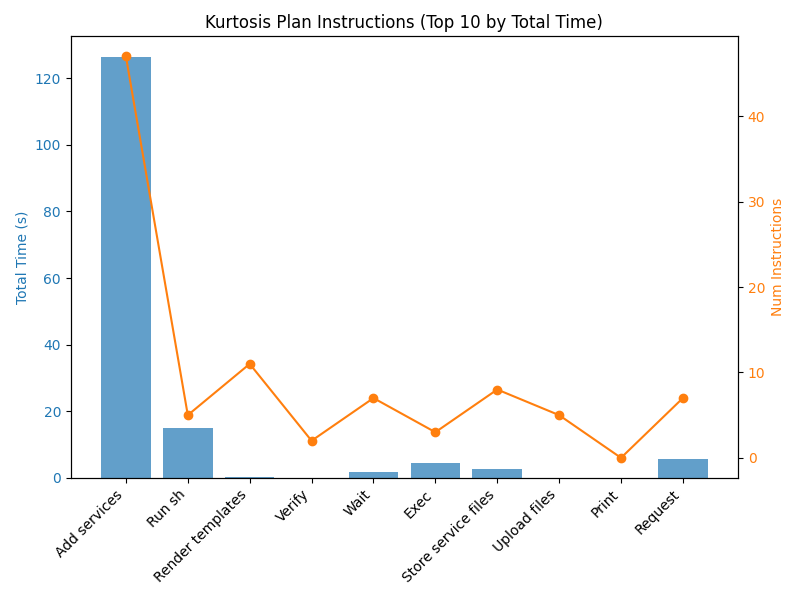 Kurtosis Plan Instructions (Top 10 by Total Time)
Total Time (s)
120
100
80
60
40
20
0
40
30
20
10
0
Num Instructions
Add services
Run sh
Render templates
Verify
Wait
Exec
Store service files
Upload files
Print
Request